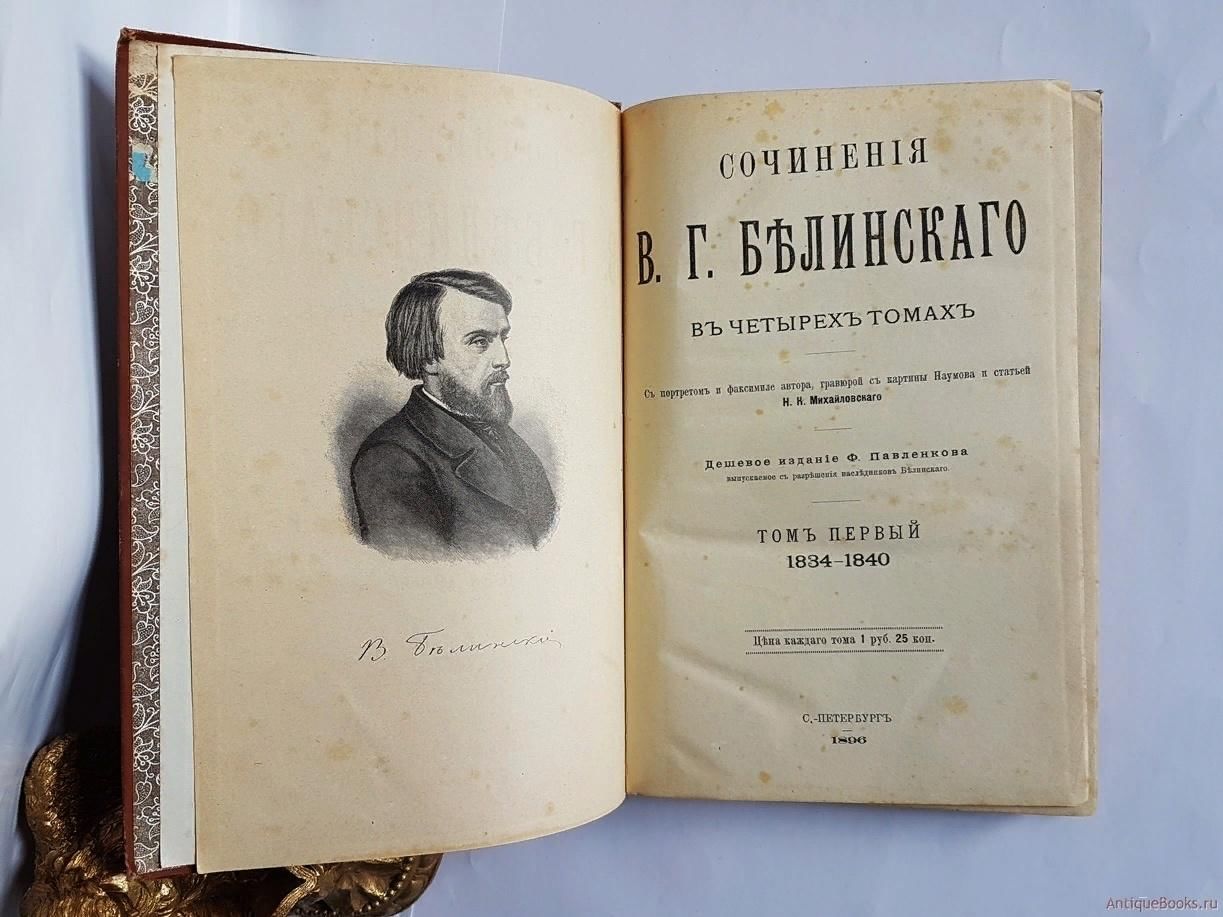 В. Бѣлинскій
СОЧИНЕНІЯ
В. Г. БѢЛИНСКАГО
ВЪ ЧЕТЫРЕХЪ ТОМАХЪ
Съ портретомъ и факсимиле автора, гравюрой съ картины Наумова и статьей
Н. К. Михайловскаго
Дешевое изданіе Ф. Павленкова
выпускаемое съ разрѣшенія наслѣдниковъ Бѣлинскаго.
ТОМЪ ПЕРВЫЙ
1834–1840
Цѣна каждаго тома 1 руб. 25 коп.
С.-ПЕТЕРБУРГЪ
1896
AntiqueBooks.ru